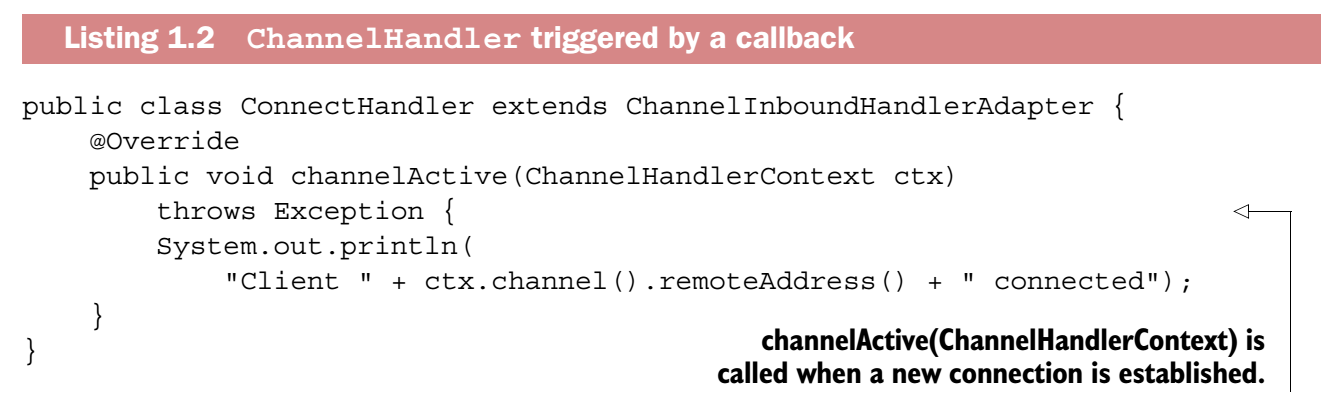 Listing 1.2 ChannelHandler triggered by a callback
public class ConnectHandler extends ChannelInboundHandlerAdapter {
    @Override
    public void channelActive(ChannelHandlerContext ctx)
        throws Exception {
        System.out.println(
            "Client " + ctx.channel().remoteAddress() + " connected");
    }
}
channelActive(ChannelHandlerContext) is
called when a new connection is established.